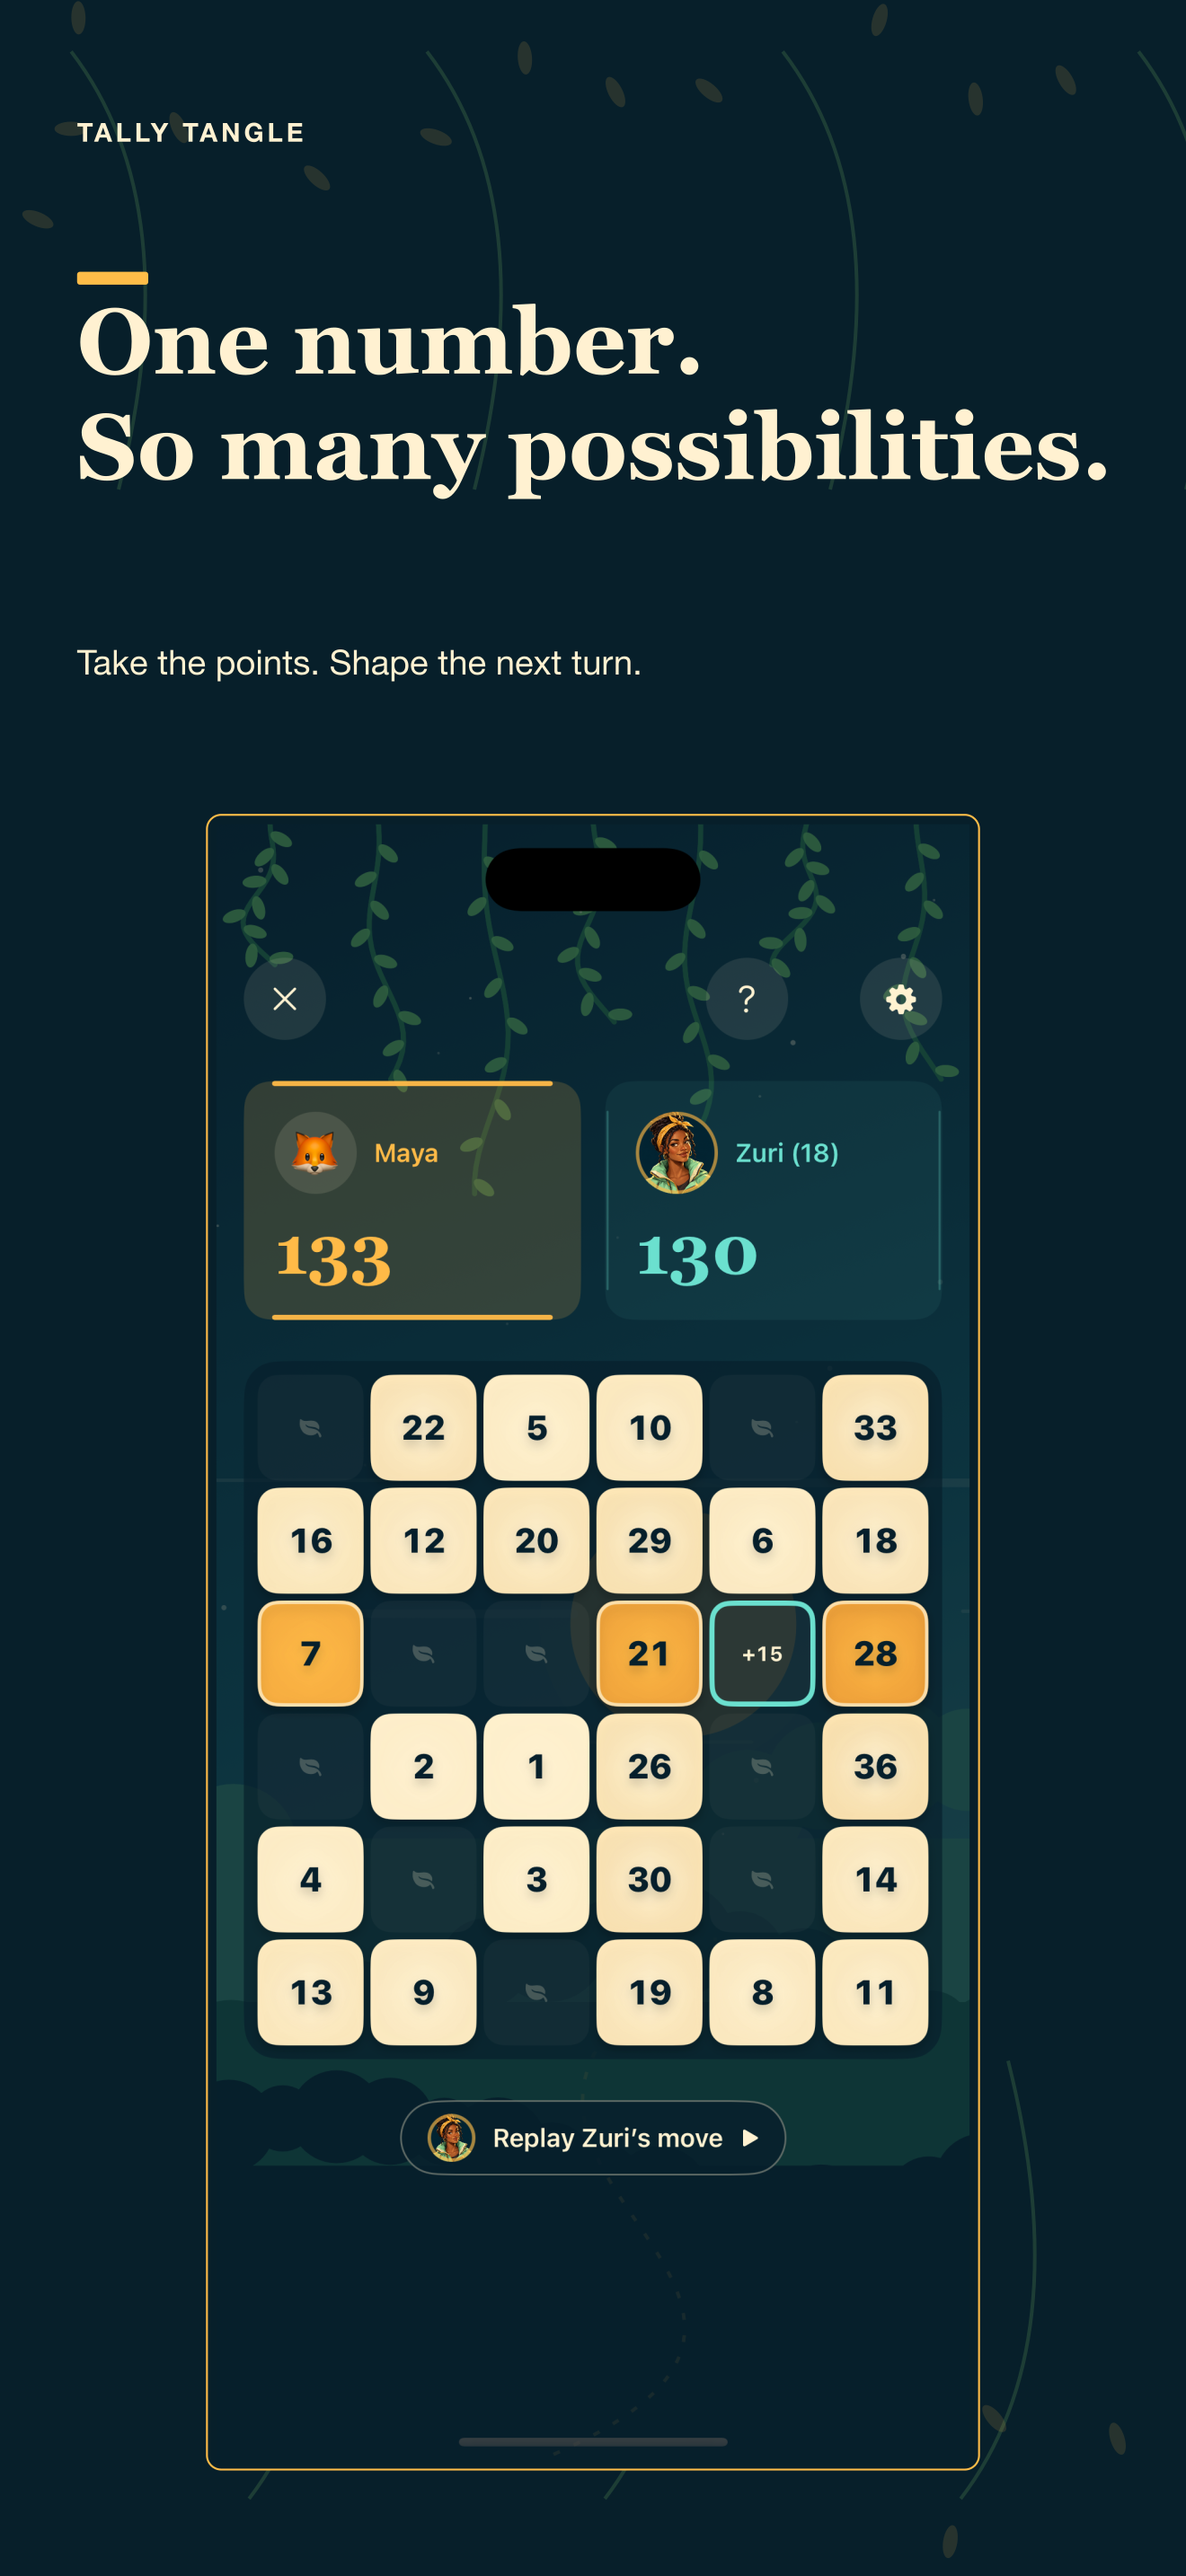 TALLY TANGLE
One number.
So many possibilities.
Take the points. Shape the next turn.
?
Maya
Zuri (18)
133
130
22 5 10 33
16 12 20 29 6 18
7 21 +15 28
2 1 26 36
4 3 30 14
13 9 19 8 11
Replay Zuri’s move